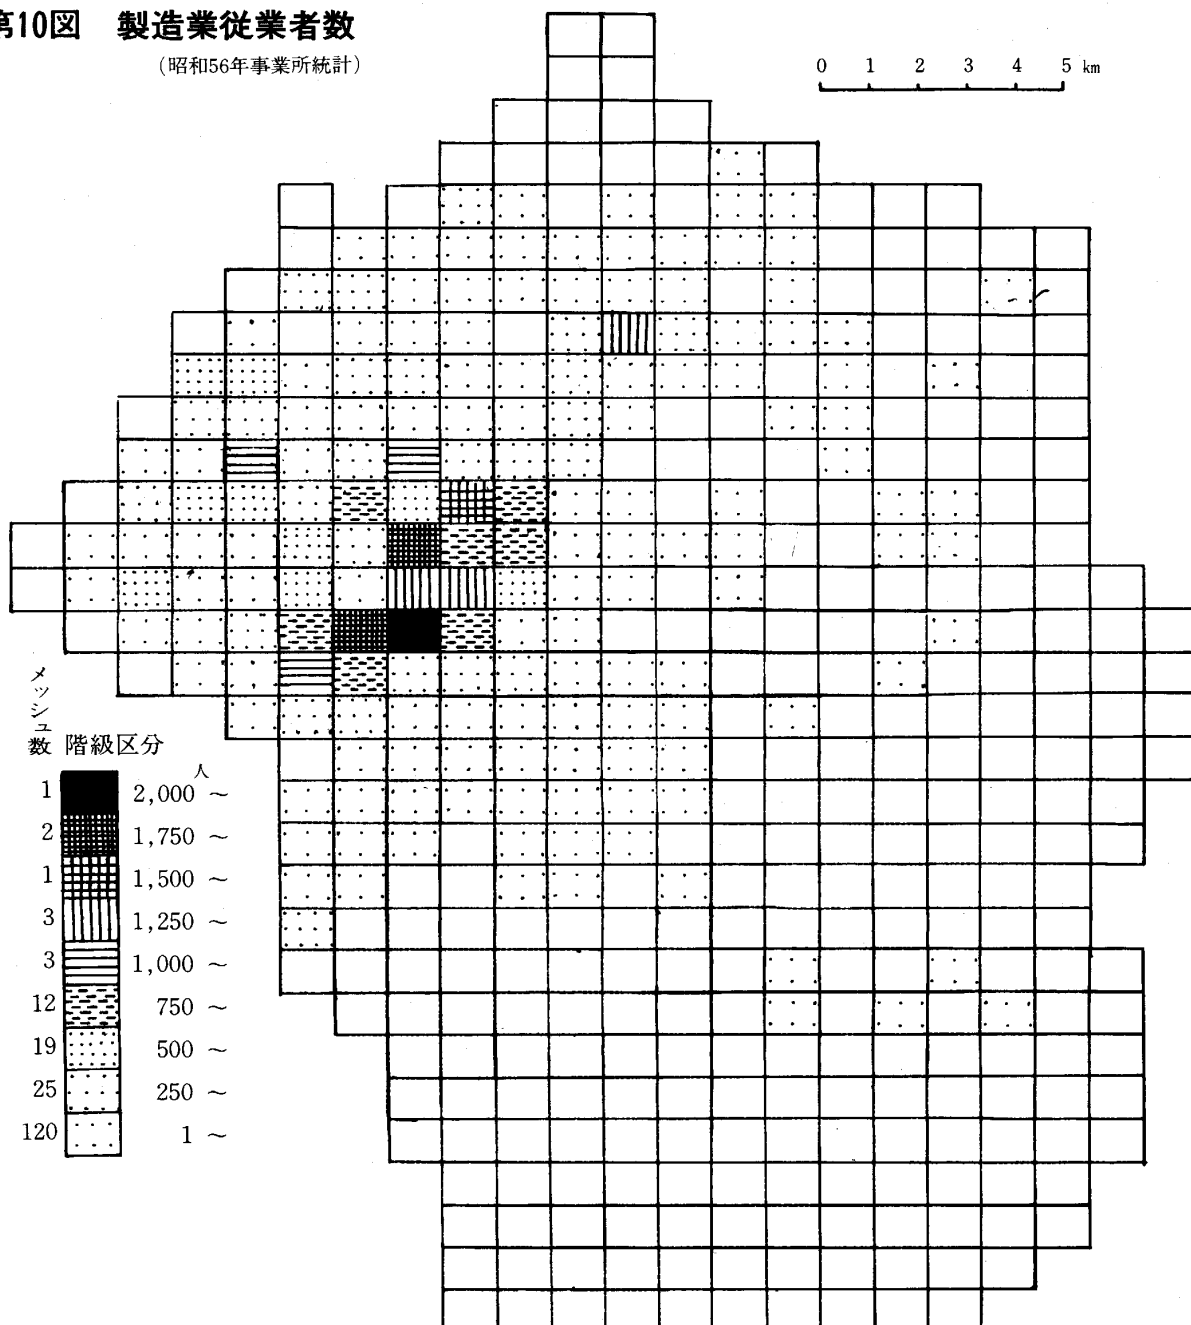 第10図 製造業従業者数
(昭和56年事業所統計)
0 1 2 3 4 5 km
メッシュ数 階級区分
人
1 2,000 ~
2 1,750 ~
1 1,500 ~
3 1,250 ~
3 1,000 ~
12 750 ~
19 500 ~
25 250 ~
120 1 ~